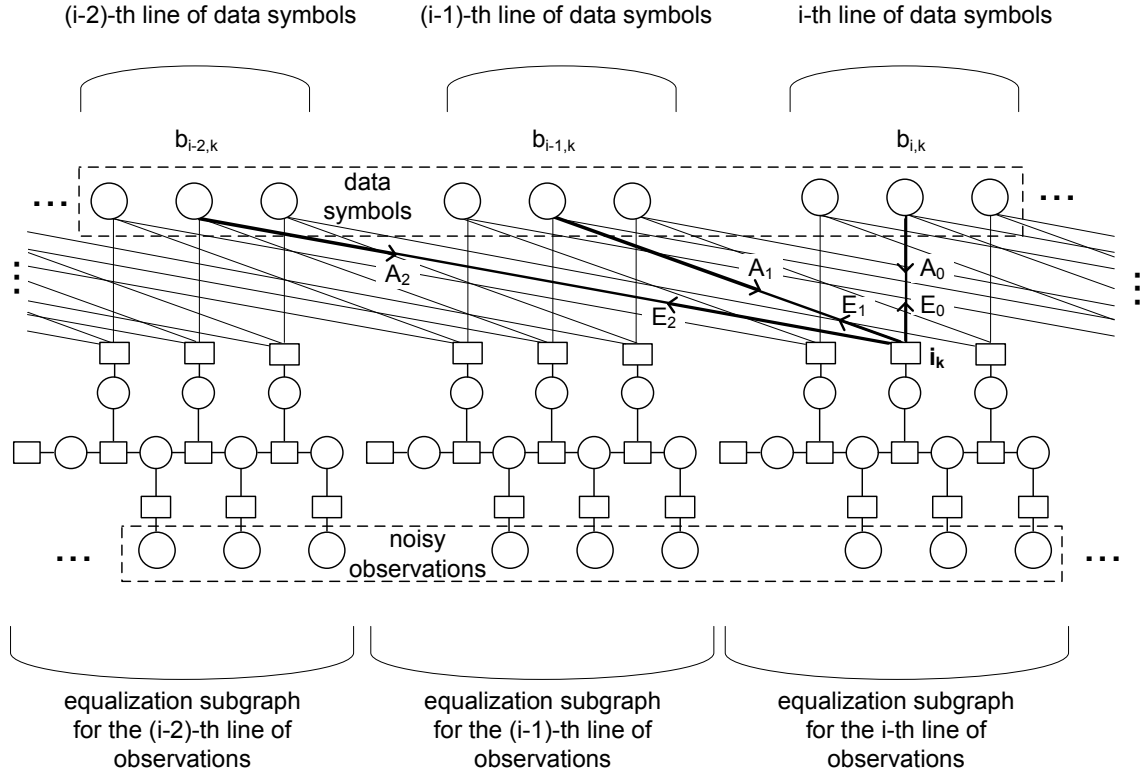 (i-2)-th line of data symbols
(i-1)-th line of data symbols
i-th line of data symbols
b_{i-2,k}
b_{i-1,k}
b_{i,k}
...
data
symbols
...
...
A_2
A_1
A_0
...
E_2
E_1
E_0
i_k
...
noisy
observations
...
equalization subgraph
for the (i-2)-th line of
observations
equalization subgraph
for the (i-1)-th line of
observations
equalization subgraph
for the i-th line of
observations